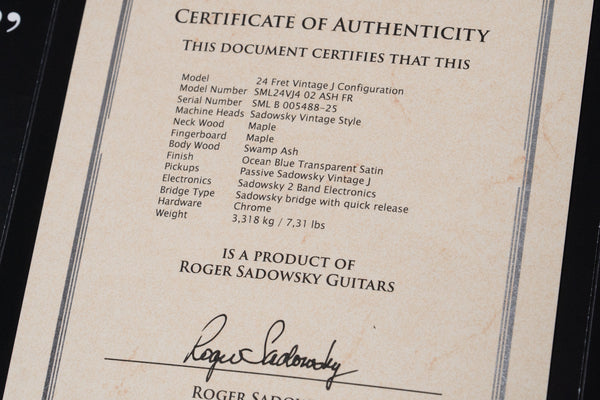 ”
CERTIFICATE OF AUTHENTICITY
THIS DOCUMENT CERTIFIES THAT THIS
Model 24 Fret Vintage J Configuration
Model Number SML24VJ4 02 ASH FR
Serial Number SML B 005488-25
Machine Heads Sadowsky Vintage Style
Neck Wood Maple
Fingerboard Maple
Body Wood Swamp Ash
Finish Ocean Blue Transparent Satin
Pickups Passive Sadowsky Vintage J
Electronics Sadowsky 2 Band Electronics
Bridge Type Sadowsky bridge with quick release
Hardware Chrome
Weight 3,318 kg / 7,31 lbs
IS A PRODUCT OF
ROGER SADOWSKY GUITARS
Roger Sadowsky
ROGER SADOWSKY